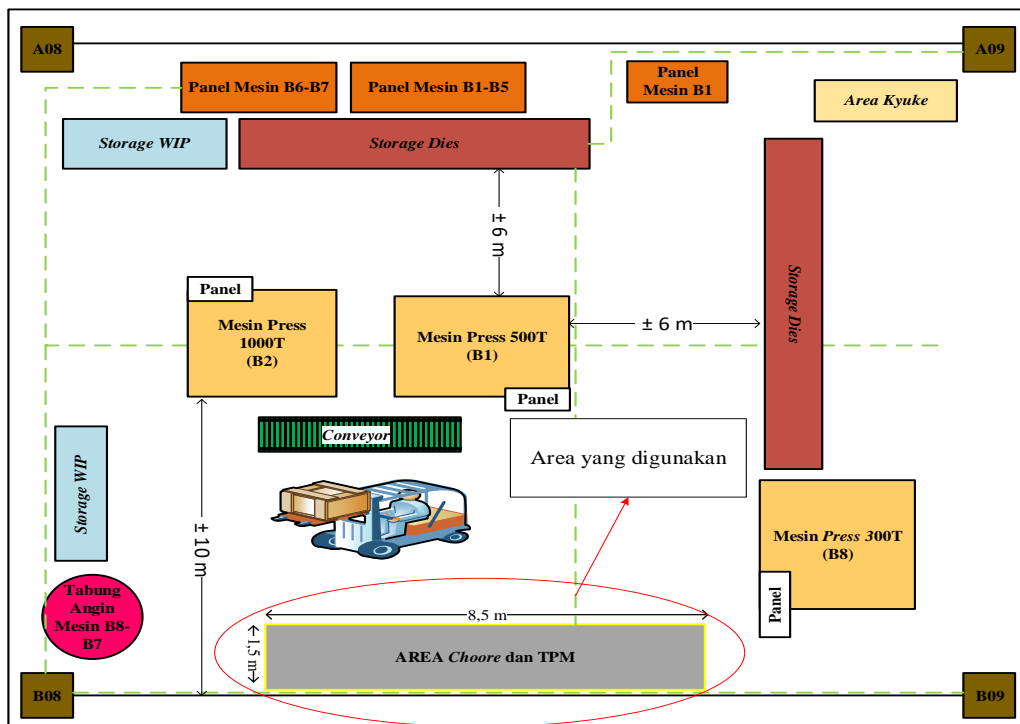 A08
A09
Panel Mesin B6-B7
Panel Mesin B1-B5
Panel
Mesin B1
Area Kyuke
Storage WIP
Storage Dies
± 6 m
Storage Dies
Panel
Mesin Press
1000T
(B2)
Mesin Press 500T
(B1)
Panel
± 6 m
Conveyor
Area yang digunakan
Storage WIP
± 10 m
Mesin Press 300T
(B8)
Panel
Tabung
Angin
Mesin B8-
B7
8,5 m
1,5 m
AREA Choore dan TPM
B08
B09